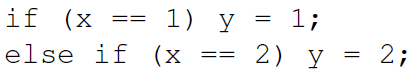 if (x == 1) y = 1;
else if (x == 2) y = 2;